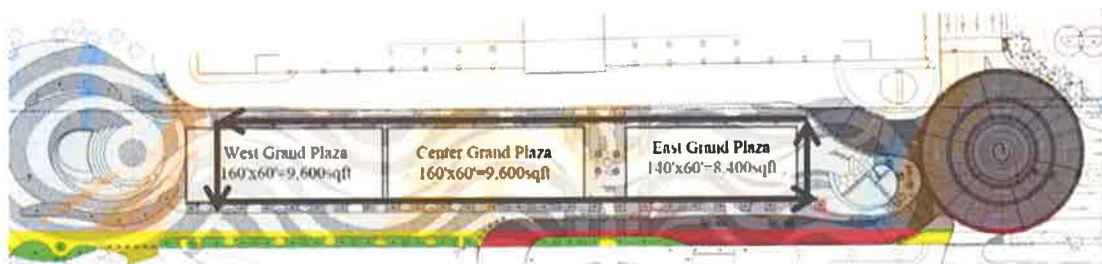 West Grand Plaza
160'x60'=9,600sqft
Center Grand Plaza
160'x60'=9,600sqft
East Grand Plaza
140'x60'=8,400sqft